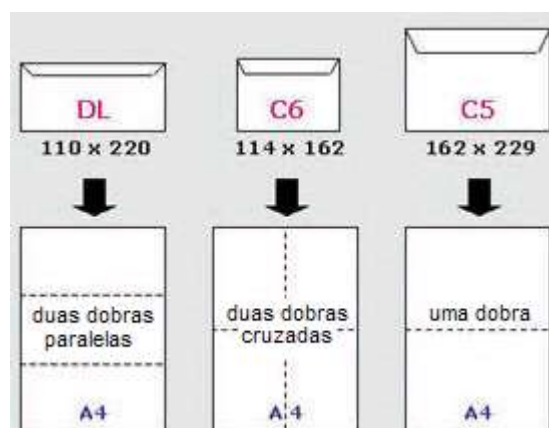 DL
C6
C5
110 x 220
114 x 162
162 x 229
duas dobras
paralelas
duas dobras
cruzadas
uma dobra
A4
A4
A4